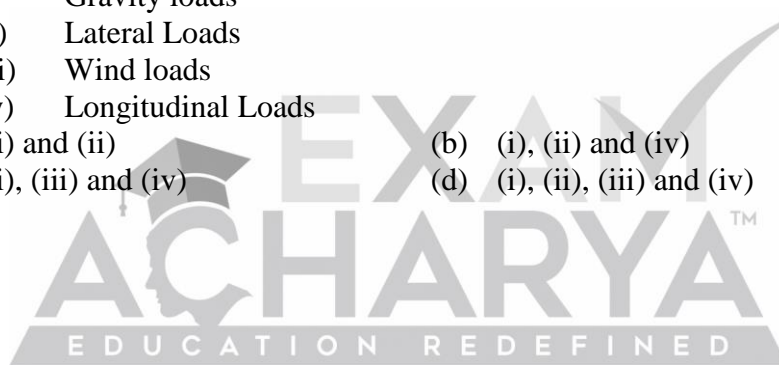 Gravity loads
) Lateral Loads
i) Wind loads
v) Longitudinal Loads
i) and (ii) (b) (i), (ii) and (iv)
i), (iii) and (iv) (d) (i), (ii), (iii) and (iv)
EXAM
ACHARYA TM
EDUCATION REDEFINED